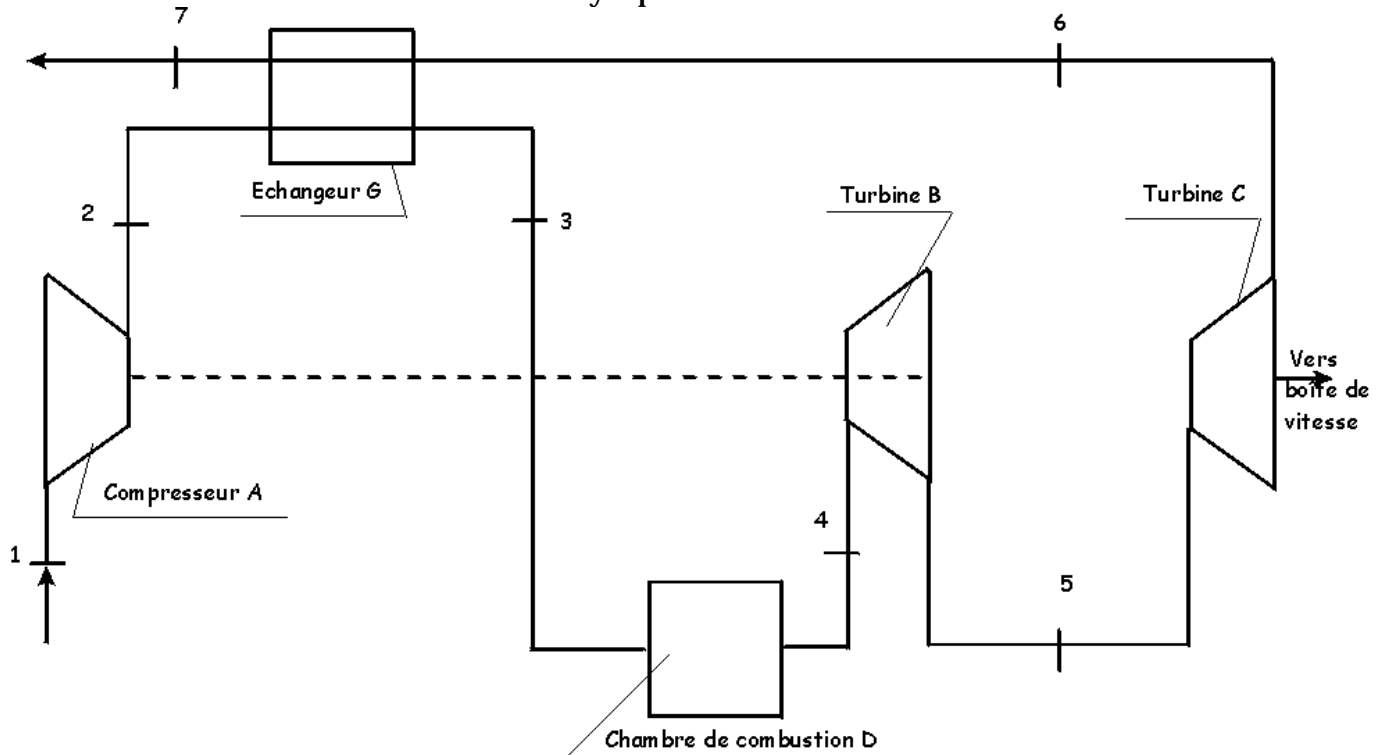 7
6
Echangeur G
Turbine B
Turbine C
2
3
Vers
boîte de
vitesse
Compresseur A
4
1
5
Chambre de combustion D